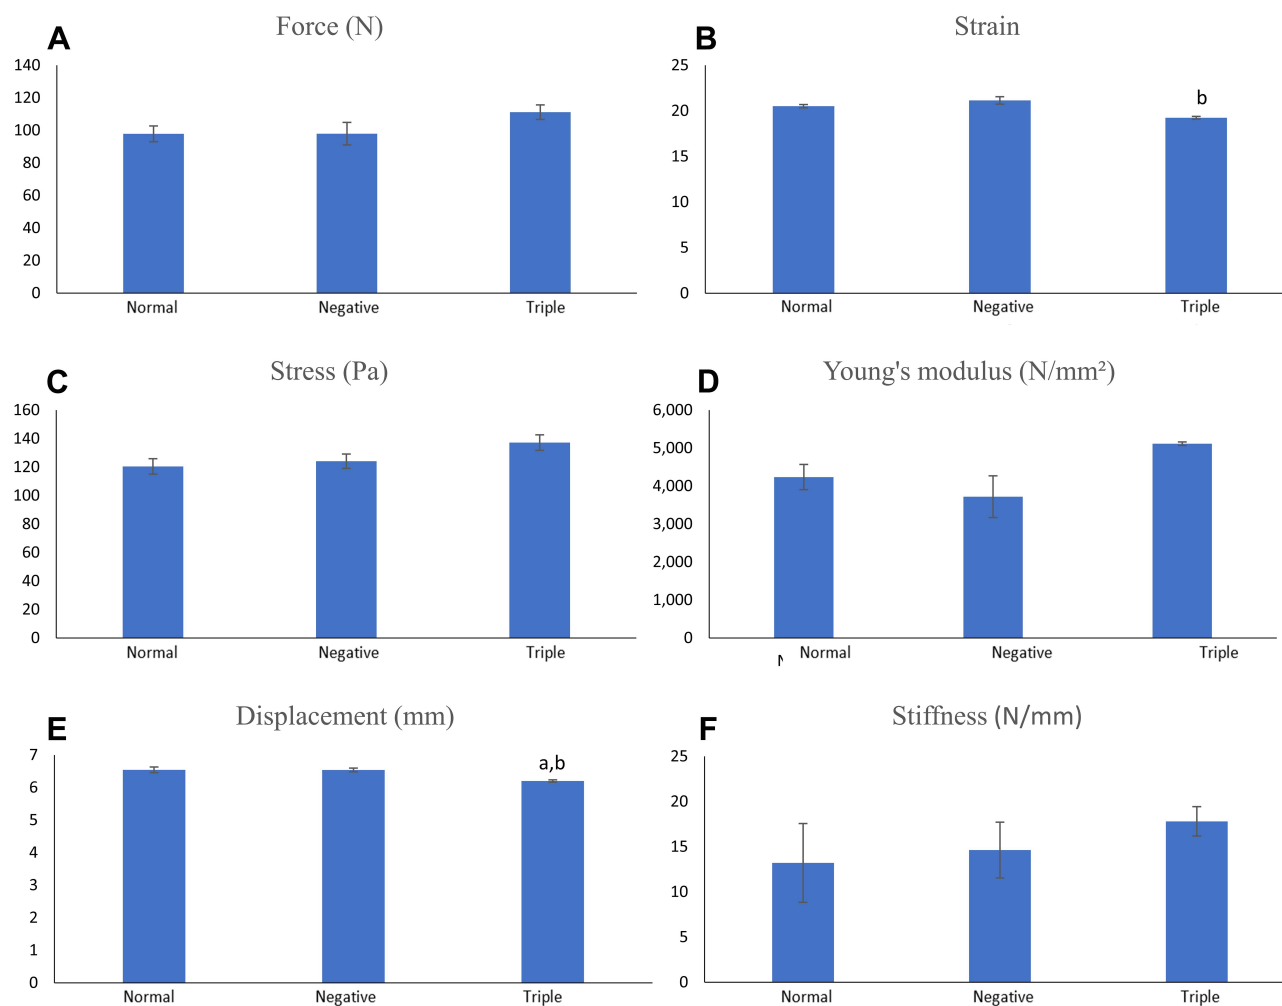 A
Force (N)
140
120
100
80
60
40
20
0
Normal
Negative
Triple
B
Strain
25
20
15
10
5
0
b
Normal
Negative
Triple
C
Stress (Pa)
160
140
120
100
80
60
40
20
0
Normal
Negative
Triple
D
Young's modulus (N/mm²)
6,000
5,000
4,000
3,000
2,000
1,000
0
Normal
Negative
Triple
E
Displacement (mm)
7
6
5
4
3
2
1
0
a,b
Normal
Negative
Triple
F
Stiffness (N/mm)
25
20
15
10
5
0
Normal
Negative
Triple